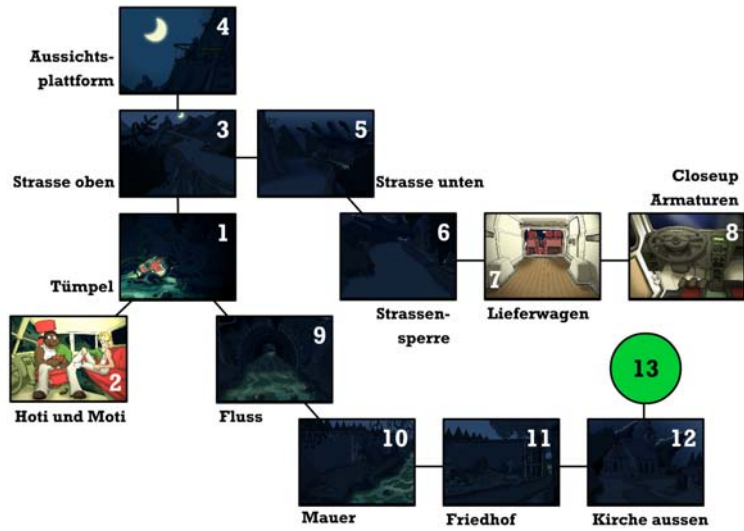 4
Aussichts-
plattform
3
5
Strasse oben
Strasse unten
Closeup
Armaturen
1
6
7
8
Tümpel
Strassen-
sperre
Lieferwagen
2
9
13
Hoti und Moti
Fluss
10
11
12
Mauer
Friedhof
Kirche aussen